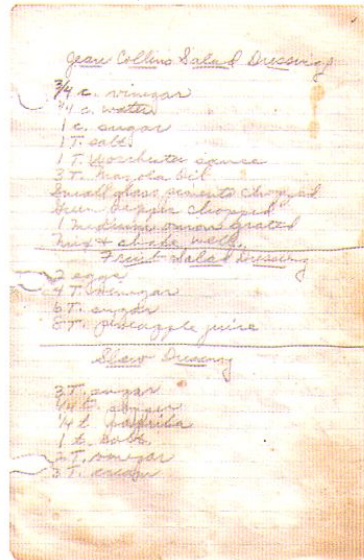 Jeare Collins Salad Dressing
3/4 c. vinegar
1/4 c. water
1 c. sugar
1 T. salt
1 T. Worchester sauce
3 T. Mazola Oil
Small glass pimento chopped
Green Pepper chopped
1 medium onion grated
Mix & shake well.
Fruit Salad Dressing
2 eggs
4 T. vinegar
6 T. sugar
8 T. pineapple juice
Slaw Dressing
3 T. sugar
1/4 t. pepper
1/4 t paprika
1 t. salt
2 T. vinegar
3 T. cream